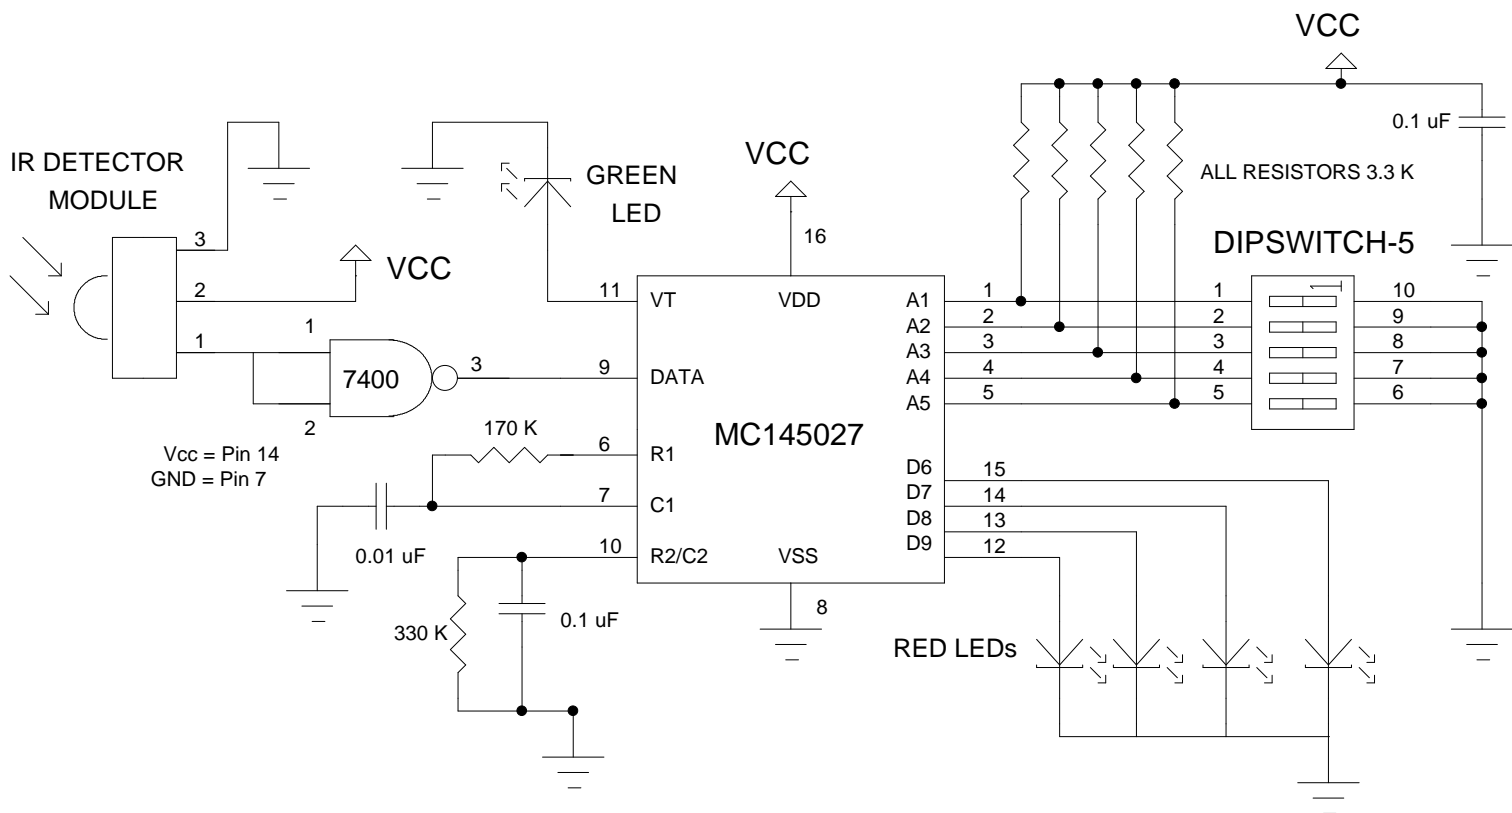 VCC
0.1 uF
ALL RESISTORS 3.3 K
IR DETECTOR
MODULE
3
2
1
VCC
GREEN
LED
VCC
16
1
2
7400
3
Vcc = Pin 14
GND = Pin 7
170 K
0.01 uF
330 K
0.1 uF
11
9
6
7
10
VT
DATA
R1
C1
R2/C2
VDD
MC145027
VSS
8
A1
A2
A3
A4
A5
D6
D7
D8
D9
1
2
3
4
5
15
14
13
12
DIPSWITCH-5
1
2
3
4
5
1
10
9
8
7
6
RED LEDs